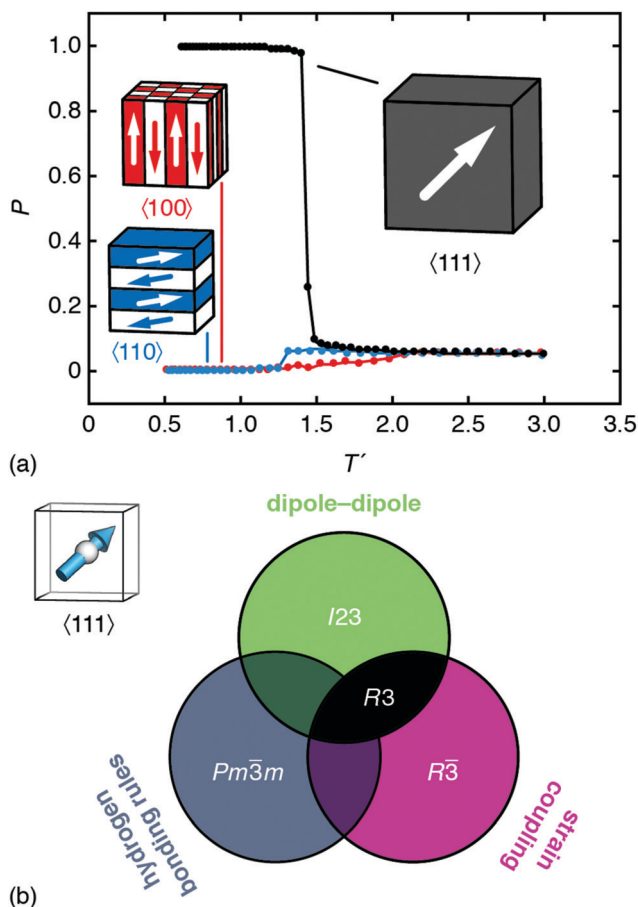 1.0
0.8
0.6
0.4
0.2
0
P
⟨100⟩
⟨110⟩
⟨111⟩
0 0.5 1.0 1.5 2.0 2.5 3.0 3.5
T′
(a)
dipole–dipole
⟨111⟩
I23
R3
Pm3̅m
R3̅
hydrogen
bonding rules
strain
coupling
(b)